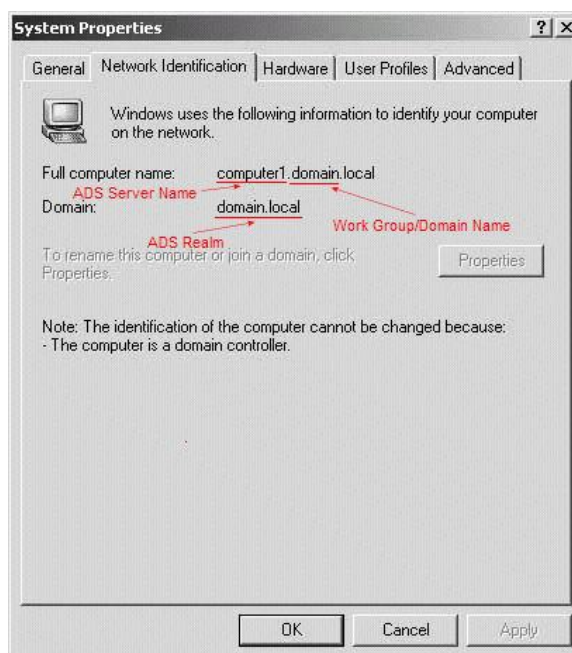 System Properties
General Network Identification Hardware User Profiles Advanced
Windows uses the following information to identify your computer
on the network.
Full computer name: computer1.domain.local
ADS Server Name
Domain: domain.local
Work Group/Domain Name
ADS Realm
To rename this computer or join a domain, click
Properties.
Properties
Note: The identification of the computer cannot be changed because:
- The computer is a domain controller.
OK Cancel Apply